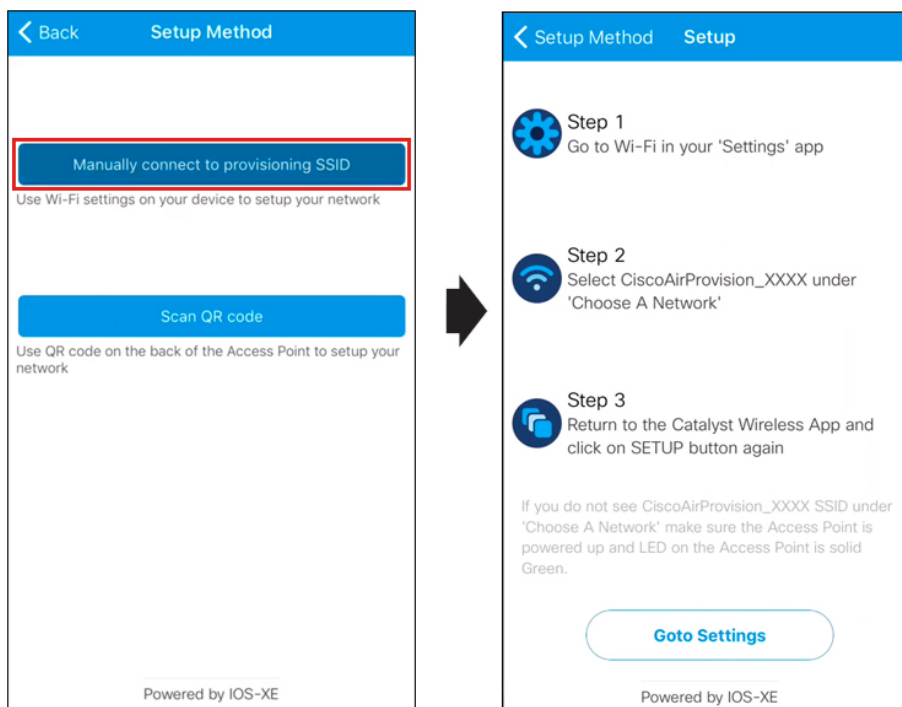 Back
Setup Method
Manually connect to provisioning SSID
Use Wi-Fi settings on your device to setup your network
Scan QR code
Use QR code on the back of the Access Point to setup your
network
Powered by IOS-XE
Setup Method
Setup
Step 1
Go to Wi-Fi in your 'Settings' app
Step 2
Select CiscoAirProvision_XXXX under
'Choose A Network'
Step 3
Return to the Catalyst Wireless App and
click on SETUP button again
If you do not see CiscoAirProvision_XXXX SSID under
'Choose A Network' make sure the Access Point is
powered up and LED on the Access Point is solid
Green.
Goto Settings
Powered by IOS-XE